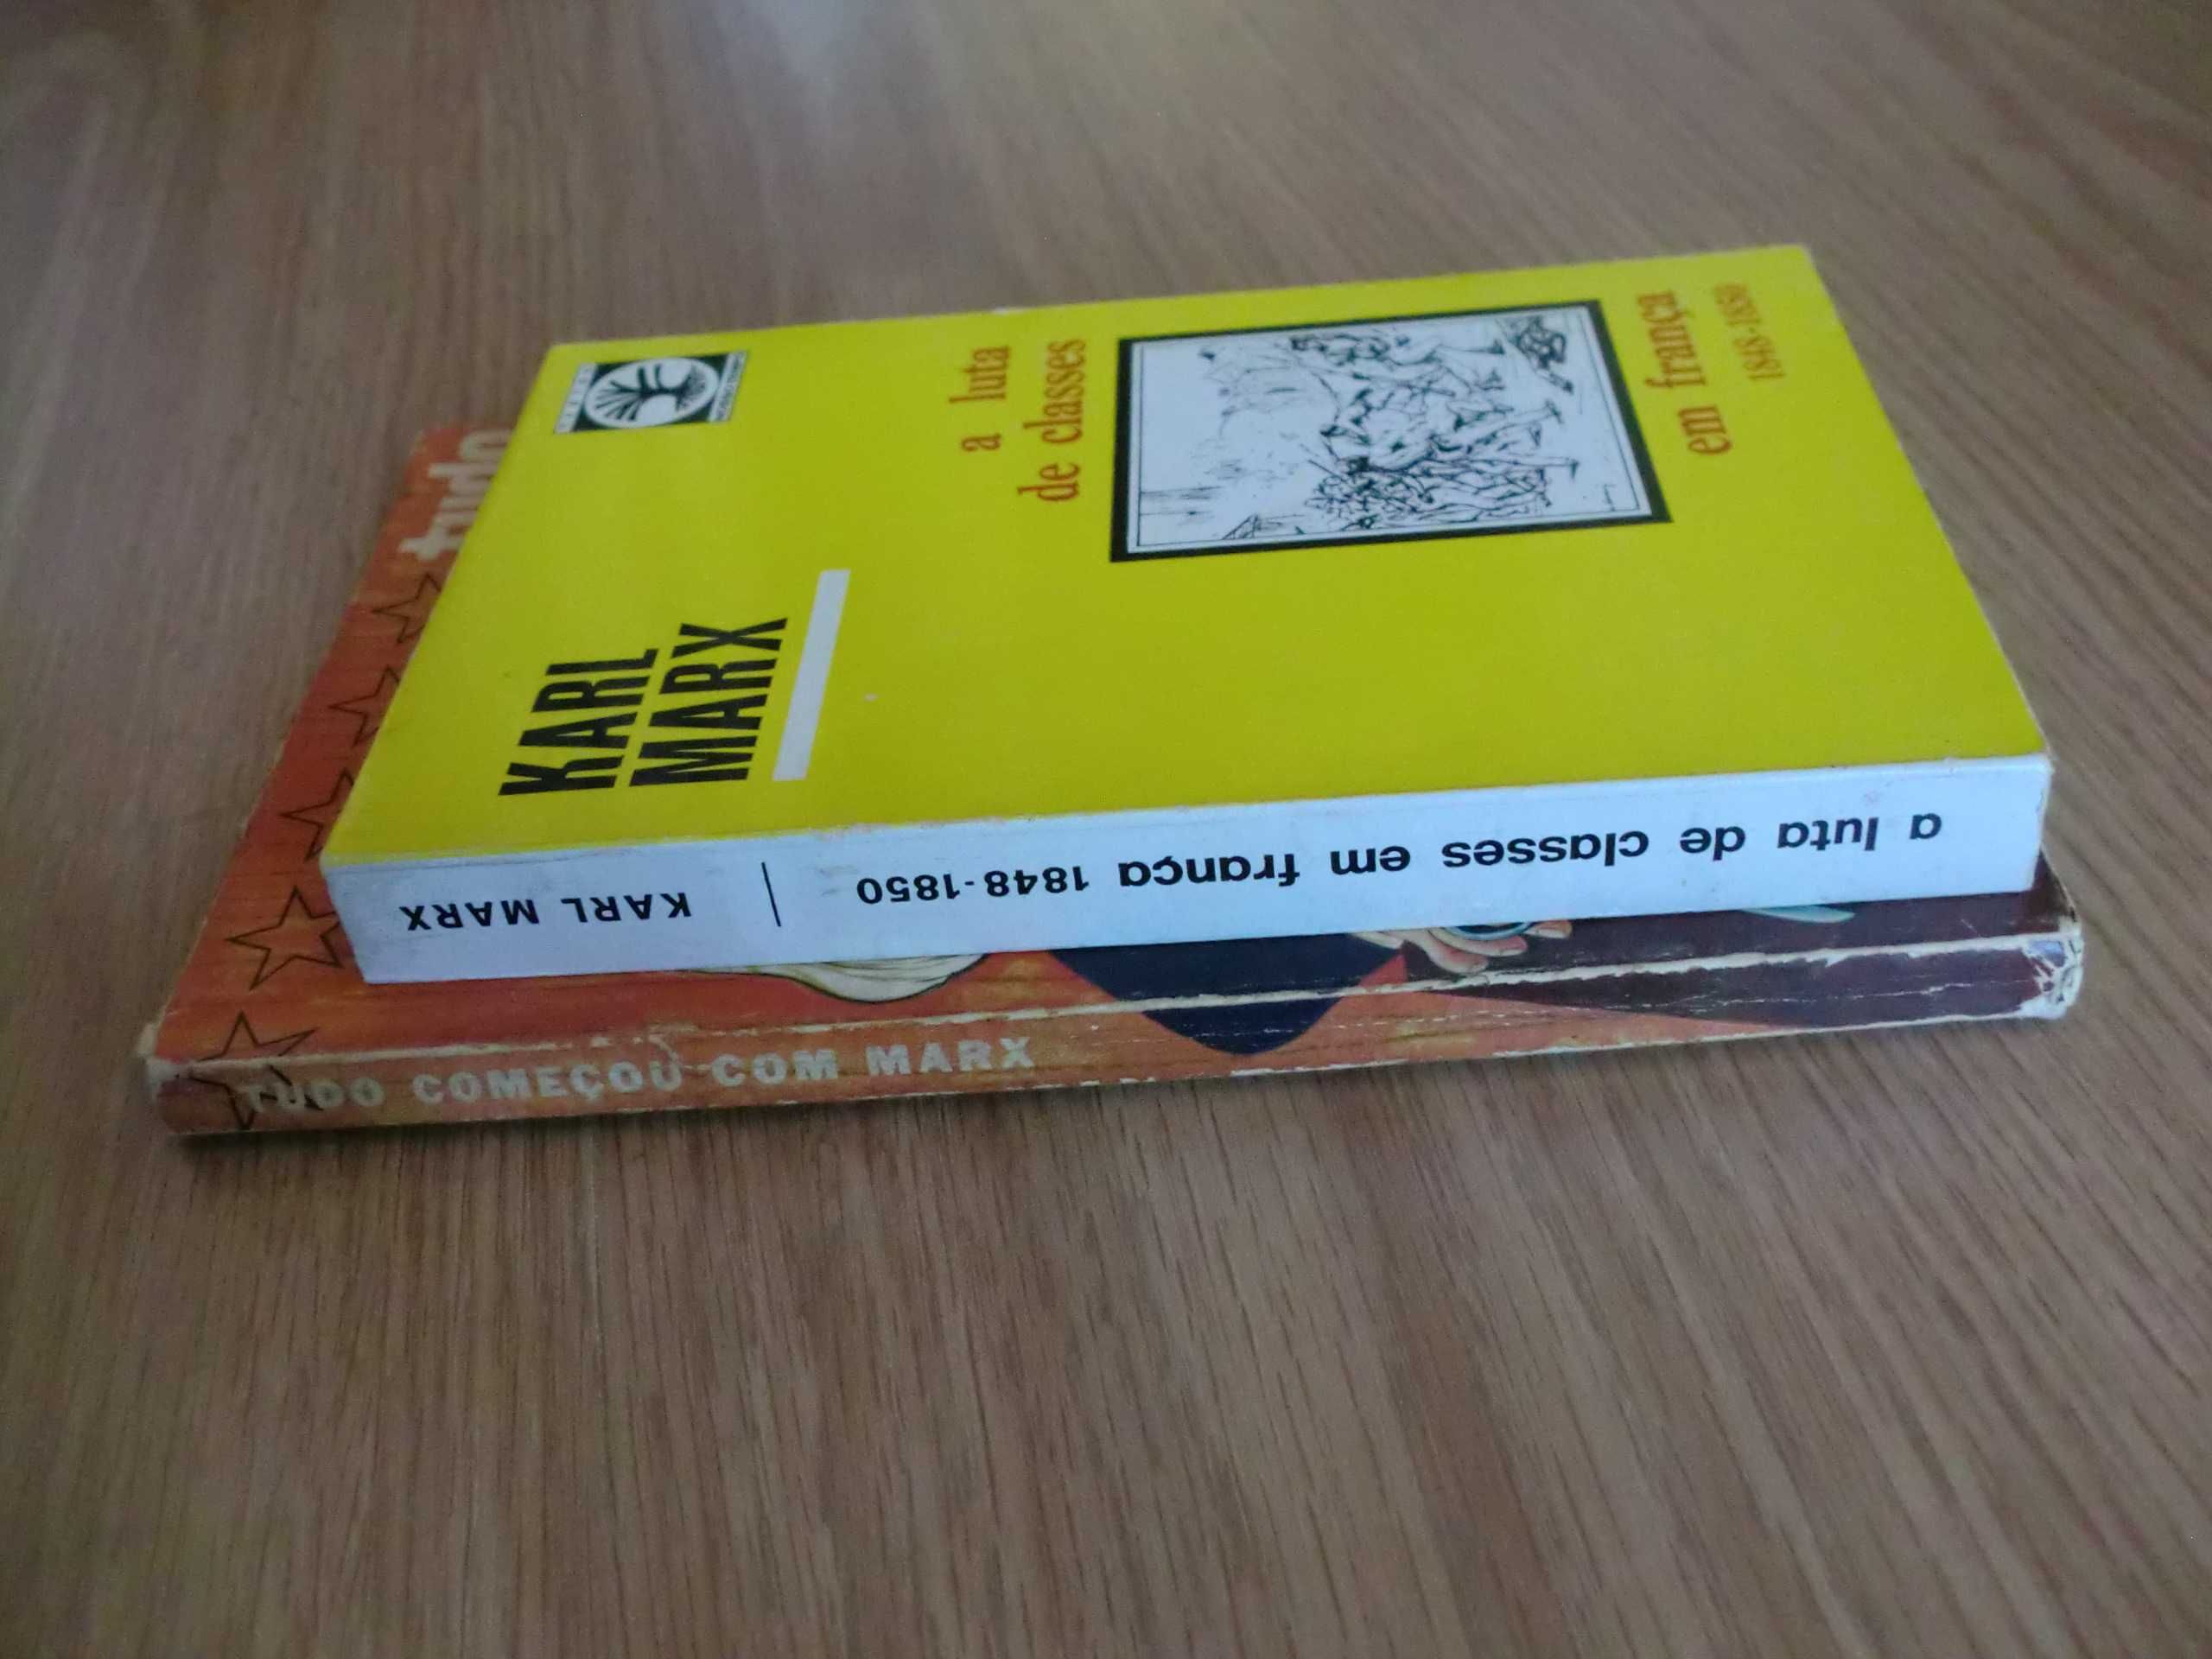 KARL
MARX
a luta
de classes
em frança
1848-1850
a luta de classes em frança 1848-1850 | KARL MARX
tudo
TUDO COMEÇOU COM MARX